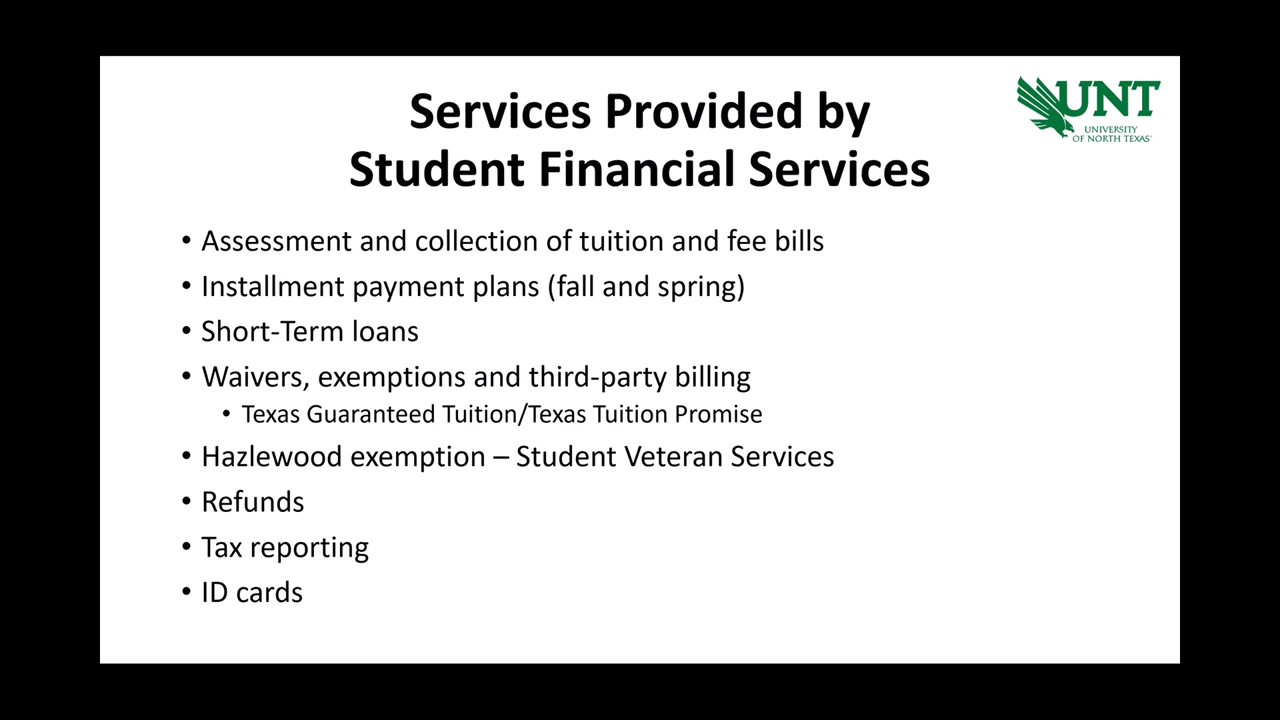 Services Provided by
Student Financial Services
UNT
UNIVERSITY
OF NORTH TEXAS
• Assessment and collection of tuition and fee bills
• Installment payment plans (fall and spring)
• Short-Term loans
• Waivers, exemptions and third-party billing
• Texas Guaranteed Tuition/Texas Tuition Promise
• Hazlewood exemption – Student Veteran Services
• Refunds
• Tax reporting
• ID cards